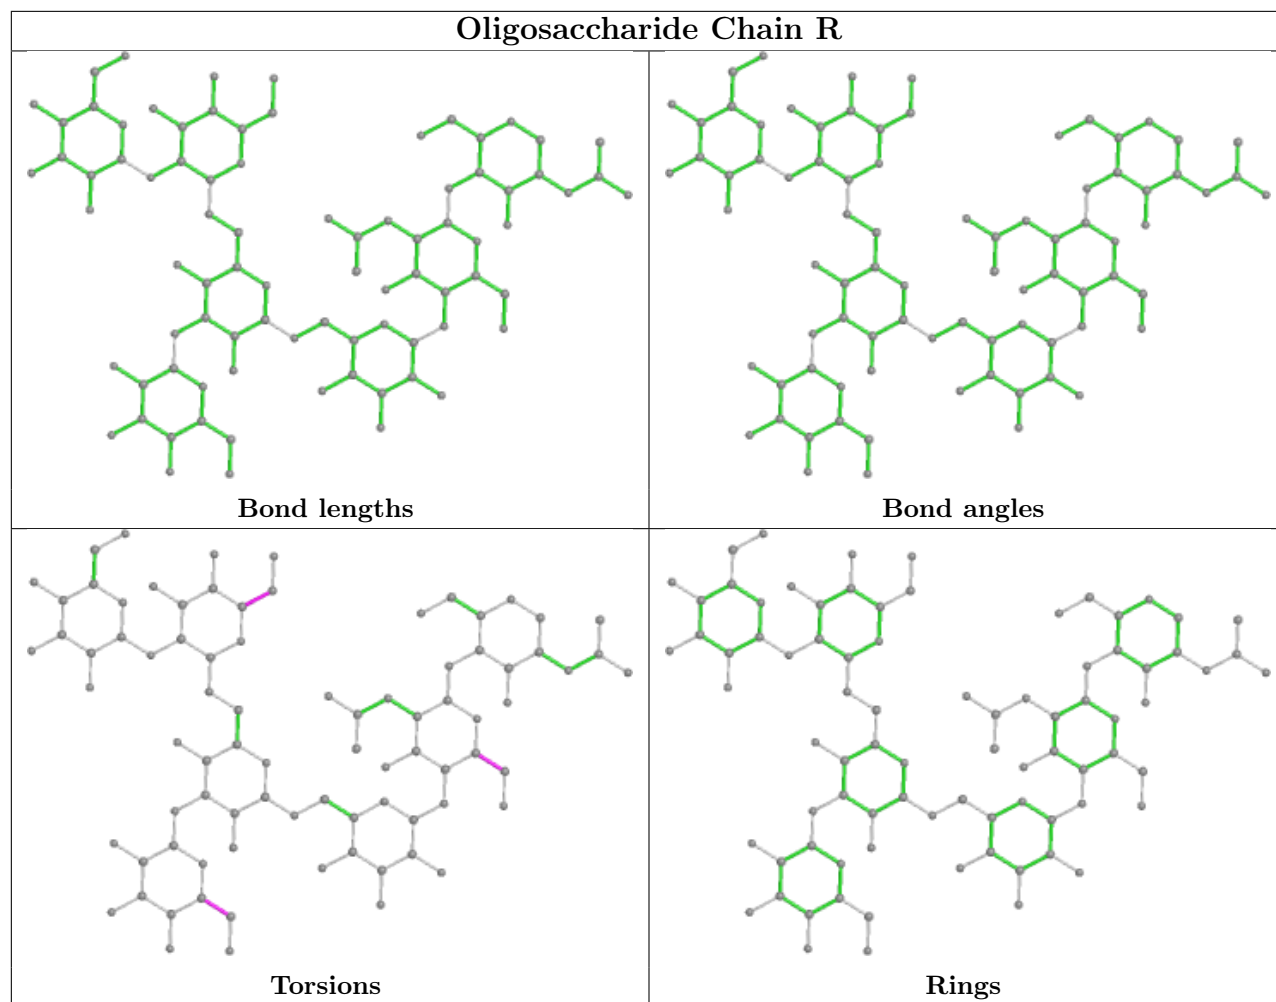 Oligosaccharide Chain R
Bond lengths
Bond angles
Torsions
Rings